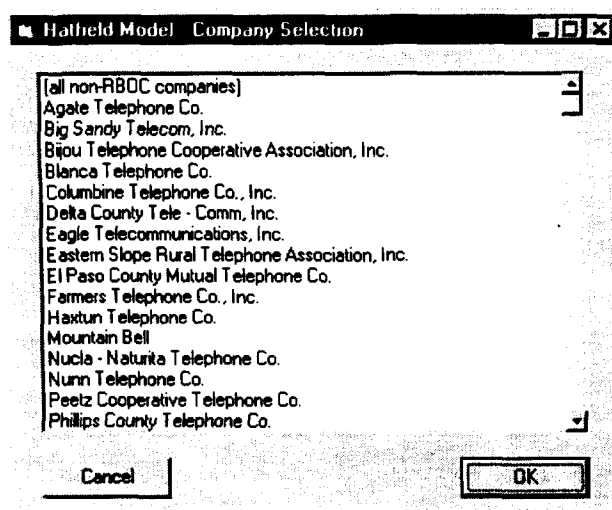 Hatfield Model Company Selection
(all non-RBOC companies)
Agate Telephone Co.
Big Sandy Telecom, Inc.
Bijou Telephone Cooperative Association, Inc.
Blanca Telephone Co.
Columbine Telephone Co., Inc.
Delta County Tele - Comm, Inc.
Eagle Telecommunications, Inc.
Eastern Slope Rural Telephone Association, Inc.
El Paso County Mutual Telephone Co.
Farmers Telephone Co., Inc.
Haxtun Telephone Co.
Mountain Bell
Nucla - Naturita Telephone Co.
Nunn Telephone Co.
Peetz Cooperative Telephone Co.
Phillips County Telephone Co.
Cancel OK